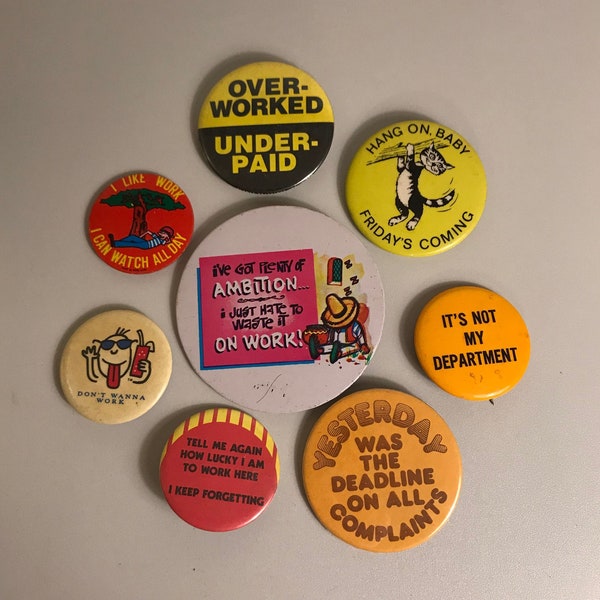 OVER-
WORKED
UNDER-
PAID
HANG ON, BABY
FRIDAY'S COMING
I LIKE WORK
I CAN WATCH ALL DAY
i've GOT PLENTY OF
AMBITION...
i JUST HATE TO
WASTE iT
ON WORK!
Z
Z
Z
IT'S NOT
MY
DEPARTMENT
DON'T WANNA
WORK
TELL ME AGAIN
HOW LUCKY I AM
TO WORK HERE
I KEEP FORGETTING
YESTERDAY
WAS
THE
DEADLINE
ON ALL
COMPLAINTS